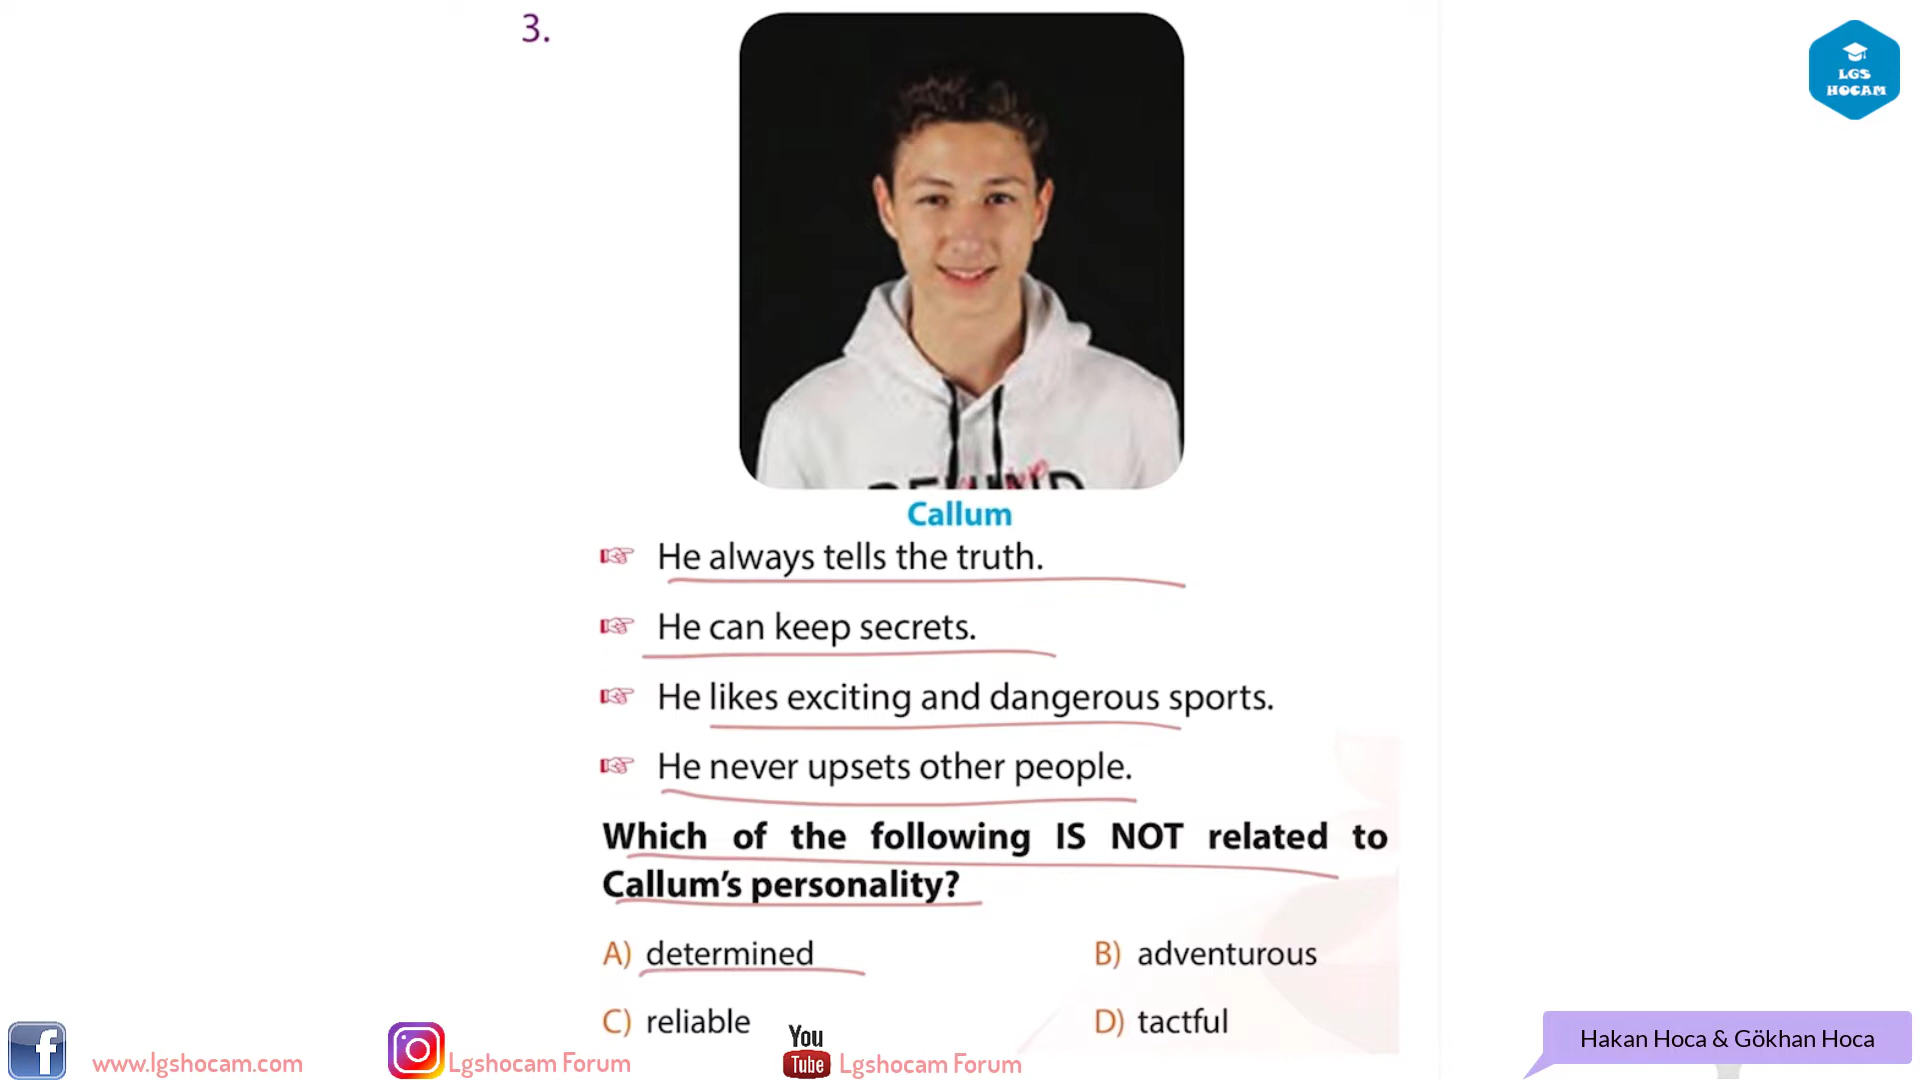 3.
LGS
HOCAM
Callum
He always tells the truth.
He can keep secrets.
He likes exciting and dangerous sports.
He never upsets other people.
Which of the following IS NOT related to
Callum's personality?
A) determined
B) adventurous
C) reliable
D) tactful
www.lgshocam.com
Lgshocam Forum
You
Tube
Lgshocam Forum
Hakan Hoca & Gökhan Hoca